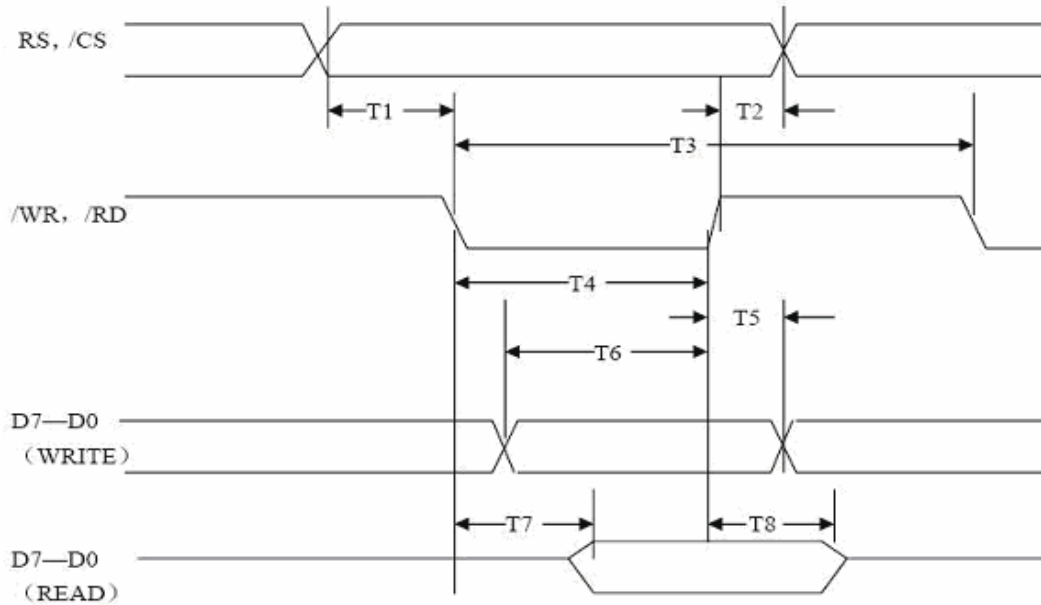 RS，/CS
T1
T2
T3
/WR，/RD
T4
T5
T6
D7—D0
（WRITE）
T7
T8
D7—D0
（READ）